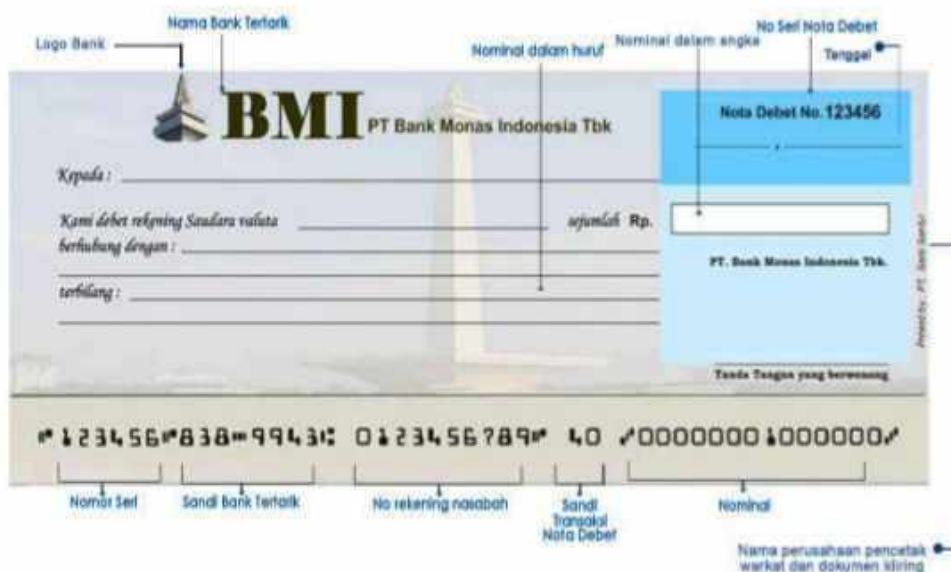 Nama Bank Tertarik
No Seri Nota Debet
Logo Bank
Nominal dalam huruf
Nominal dalam angka
Tanggal
BMI PT Bank Monas Indonesia Tbk
Nota Debet No. 123456
Kepada :
Kami debet rekening Saudara valuta sejumlah Rp.
berhubung dengan :
PT. Bank Monas Indonesia Tbk.
terbilang :
Tanda Tangan yang berwenang
123456 838 9943 0123456789 40 00000001000000
Nomor Seri
Sandi Bank Tertarik
No rekening nasabah
Sandi
Transaksi
Nota Debet
Nominal
Nama perusahaan pencetak
warkat dan dokumen kliring